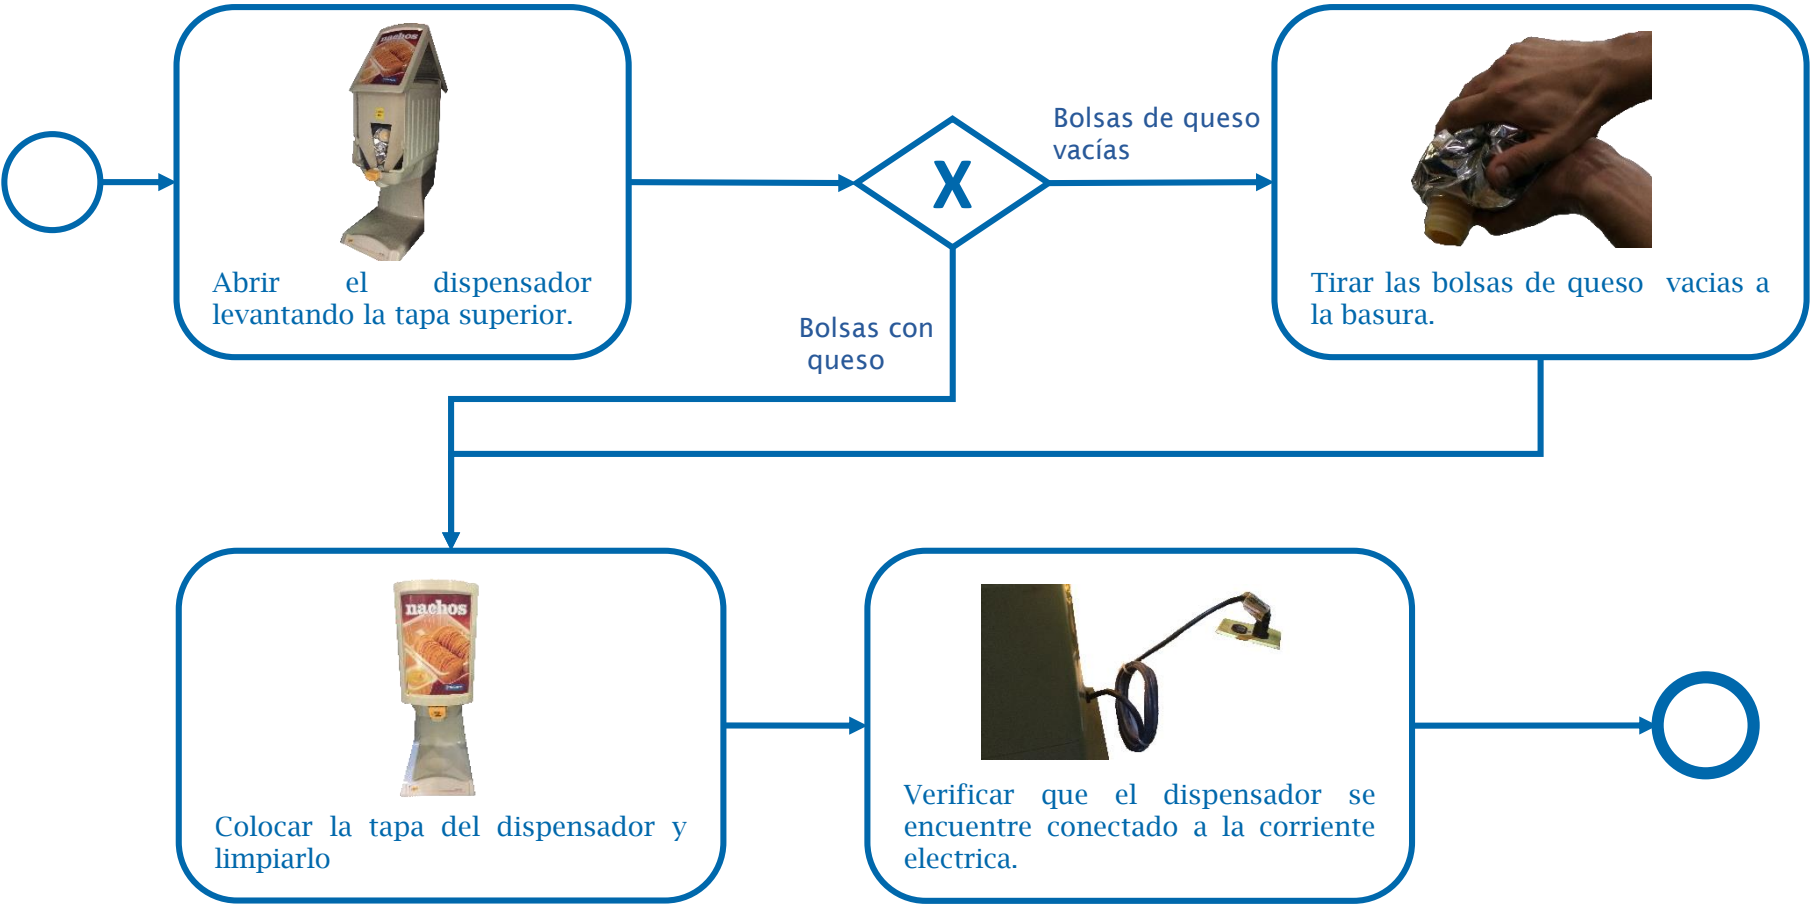 nachos
Abrir el dispensador
levantando la tapa superior.
X
Bolsas de queso
vacías
Tirar las bolsas de queso vacias a
la basura.
Bolsas con
queso
nachos
Colocar la tapa del dispensador y
limpiarlo
Verificar que el dispensador se
encuentre conectado a la corriente
electrica.